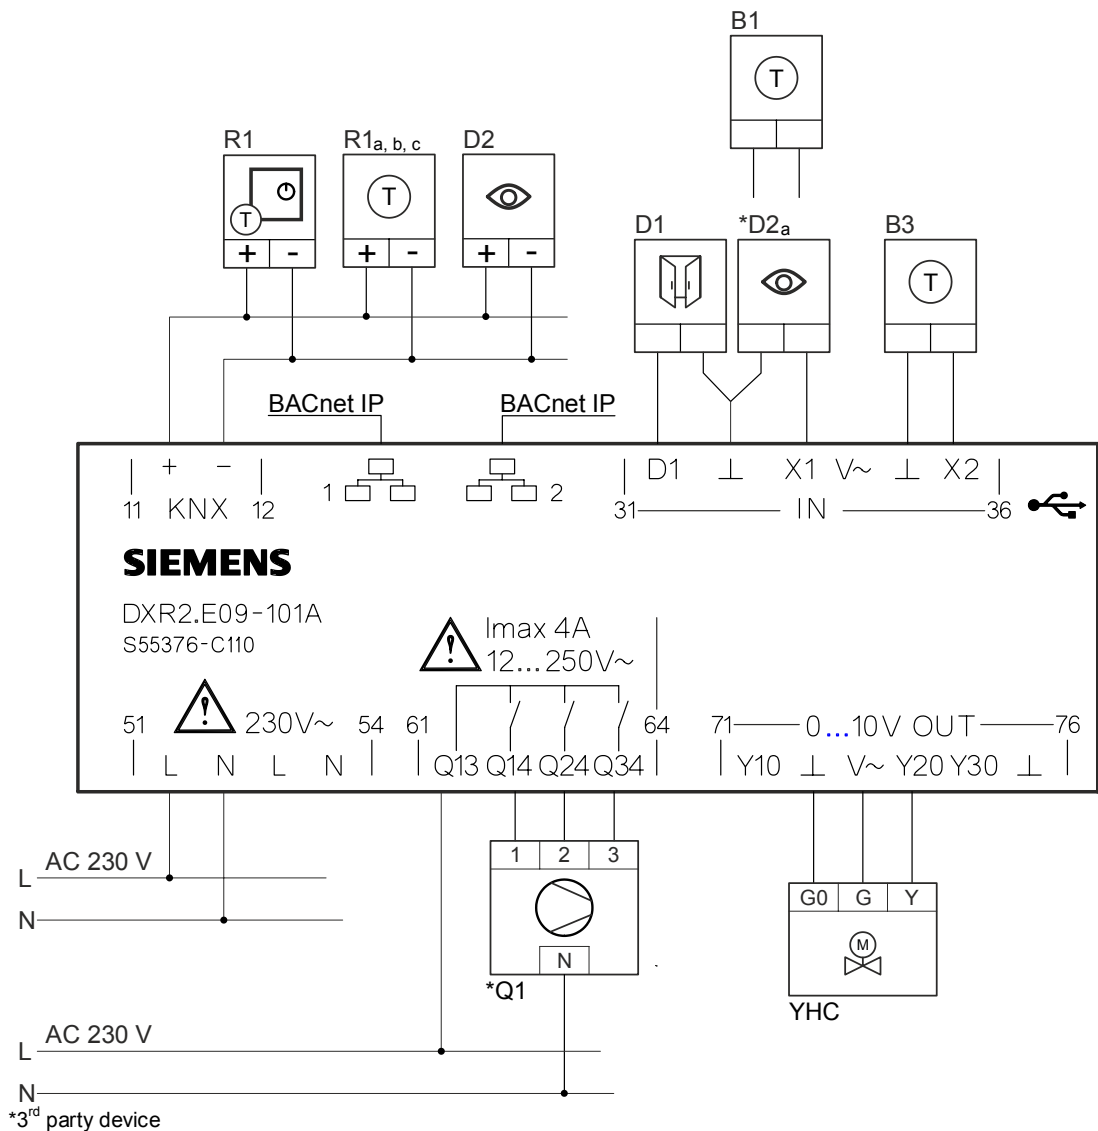 B1
T
R1
R1a, b, c
D2
T
T
+ -
+ -
+ -
D1
*D2a
B3
T
BACnet IP
BACnet IP
+ -
11 KNX 12
1
2
D1 ⊥ X1 V~ ⊥ X2
31 IN 36
SIEMENS
DXR2.E09-101A
S55376-C110
! Imax 4A
12...250V~
51 ! 230V~ 54
61 64
71 0...10V OUT 76
L N L N
Q13 Q14 Q24 Q34
Y10 ⊥ V~ Y20 Y30 ⊥
1 2 3
N
*Q1
G0 G Y
M
YHC
L AC 230 V
N
L AC 230 V
N
*3rd party device